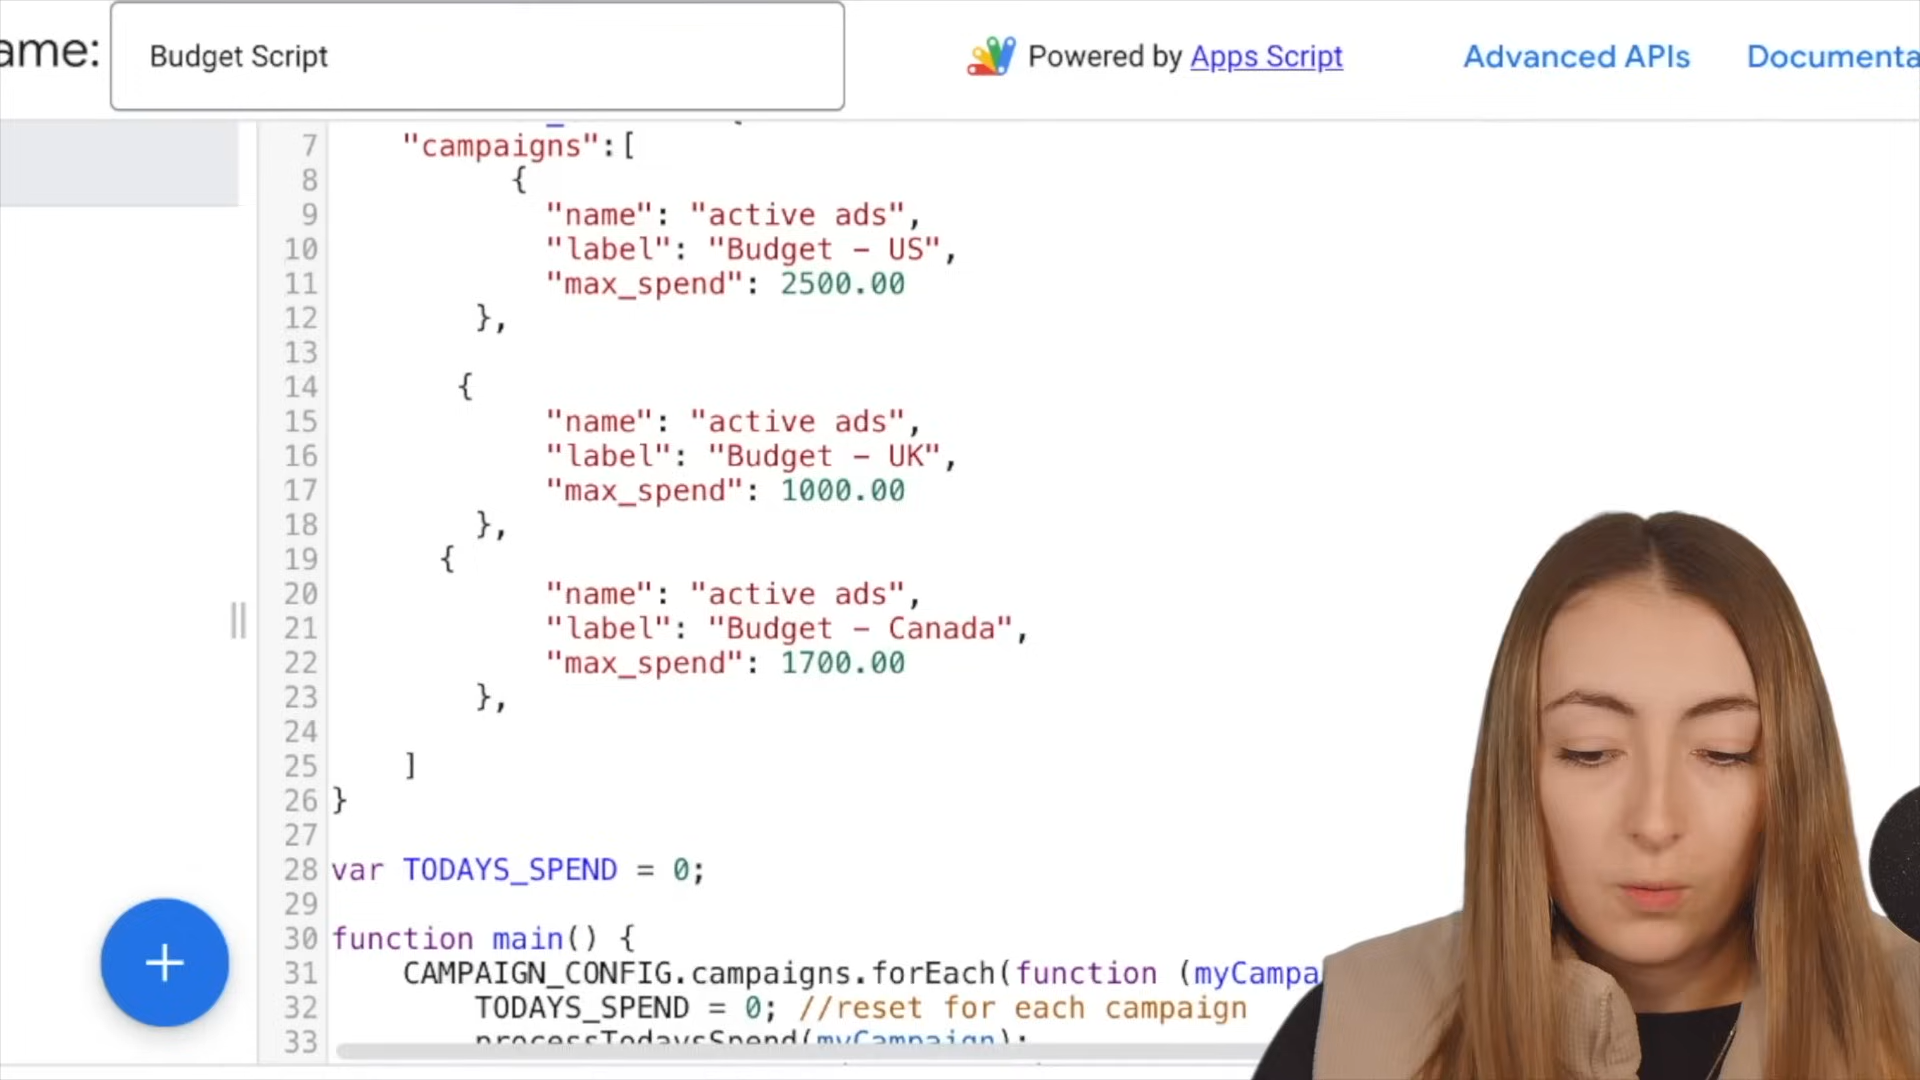 ame:
Budget Script
Powered by Apps Script
Advanced APIs
Documenta
7 "campaigns":[
8 {
9 "name": "active ads",
10 "label": "Budget – US",
11 "max_spend": 2500.00
12 },
13
14 {
15 "name": "active ads",
16 "label": "Budget – UK",
17 "max_spend": 1000.00
18 },
19 {
20 "name": "active ads",
21 "label": "Budget – Canada",
22 "max_spend": 1700.00
23 },
24
25 ]
26 }
27
28 var TODAYS_SPEND = 0;
29
30 function main() {
31 CAMPAIGN_CONFIG.campaigns.forEach(function (myCampa
32 TODAYS_SPEND = 0; //reset for each campaign
33 processTodaysSpend(myCampaign);